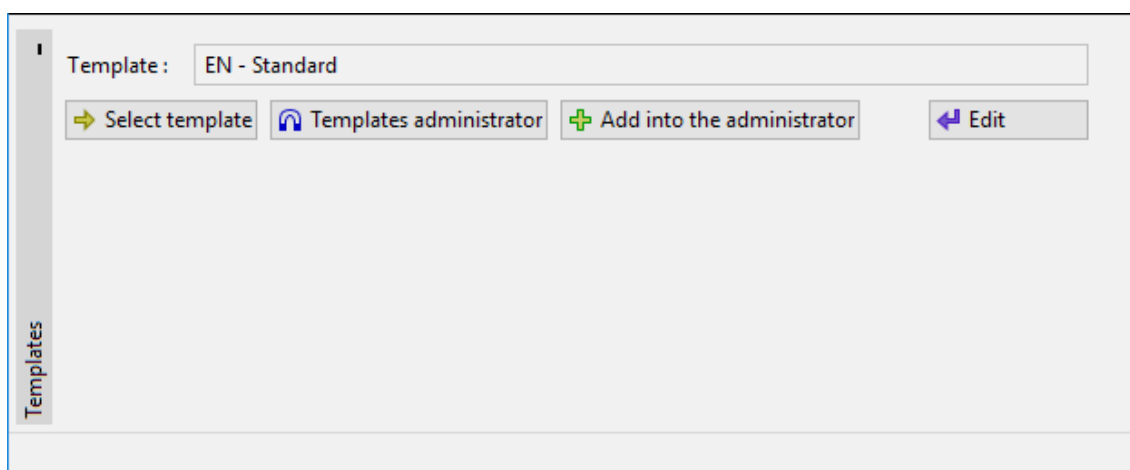 Template :
EN - Standard
Select template
Templates administrator
Add into the administrator
Edit
Templates